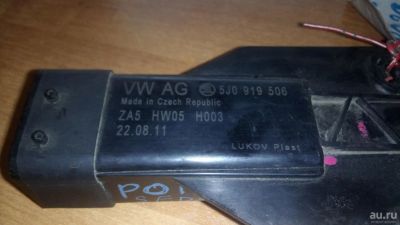 VW AG 5J0 919 506
Made in Czech Republic
ZA5 HW05 H003
22.08.11
LUKOV Plast
au.ru